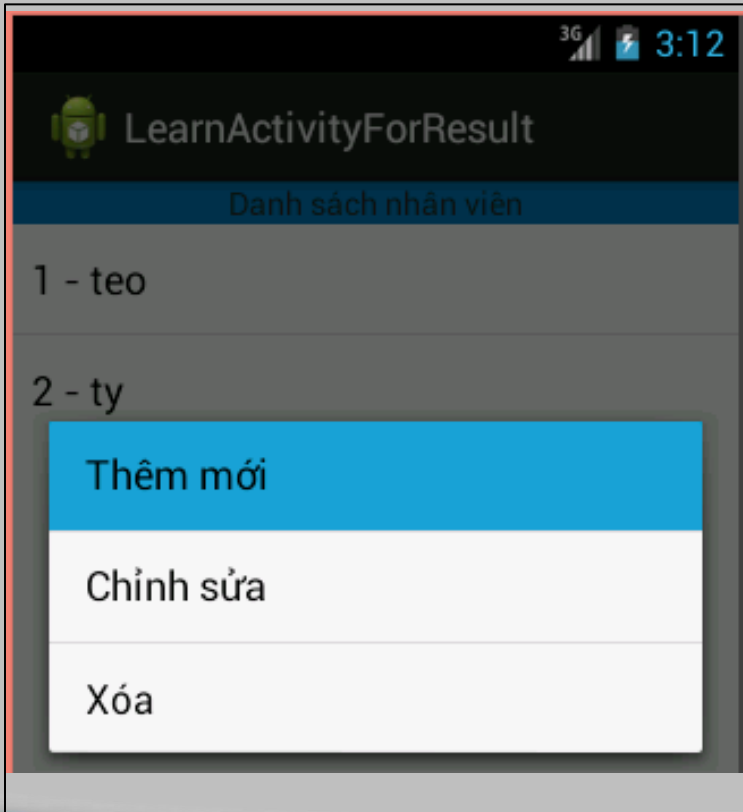 3G 3:12
LearnActivityForResult
Danh sách nhân viên
1 - teo
2 - ty
Thêm mới
Chỉnh sửa
Xóa